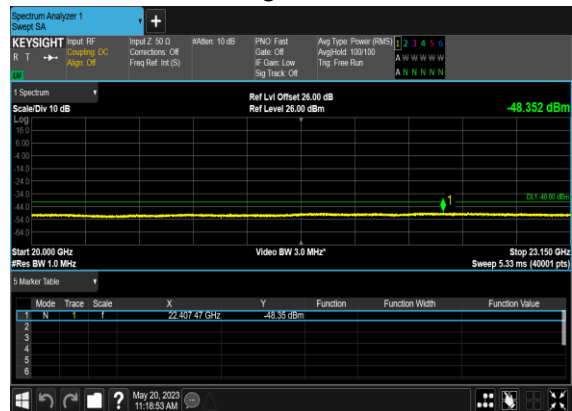 Spectrum Analyzer 1
Swept SA
+
KEYSIGHT Input: RF Input Z: 50 Ω #Atten: 10 dB PNO: Fast Avg Type: Power (RMS) 1 2 3 4 5 6
R T Coupling: DC Corrections: Off Gate: Off Avg|Hold: 100/100 A W W W W W
Align: Off Freq Ref: Int (S) IF Gain: Low Trig: Free Run
LW Sig Track: Off A N N N N N
1 Spectrum Ref Lvl Offset 26.00 dB
Scale/Div 10 dB Ref Level 26.00 dBm -48.352 dBm
Log
16.0
6.00
-4.00
-14.0
-24.0
-34.0
1 DL1 -40.00 dBm
-44.0
-54.0
-64.0
Start 20.000 GHz Video BW 3.0 MHz* Stop 23.150 GHz
#Res BW 1.0 MHz Sweep 5.33 ms (40001 pts)
5 Marker Table
Mode Trace Scale X Y Function Function Width Function Value
1 N 1 f 22.407 47 GHz -48.35 dBm
2
3
4
5
6
? May 20, 2023
11:18:53 AM